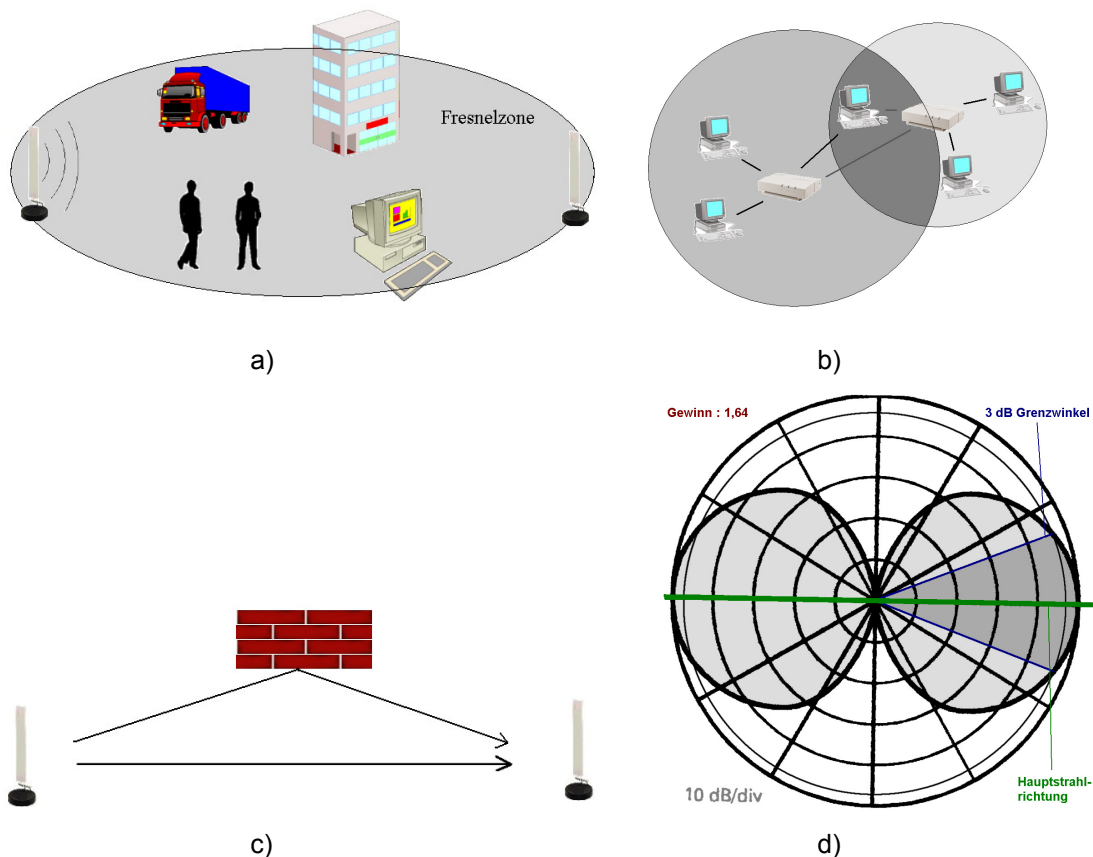 Fresnelzone
a)
b)
Gewinn : 1,64
3 dB Grenzwinkel
10 dB/div
Hauptstrahl-
richtung
c)
d)